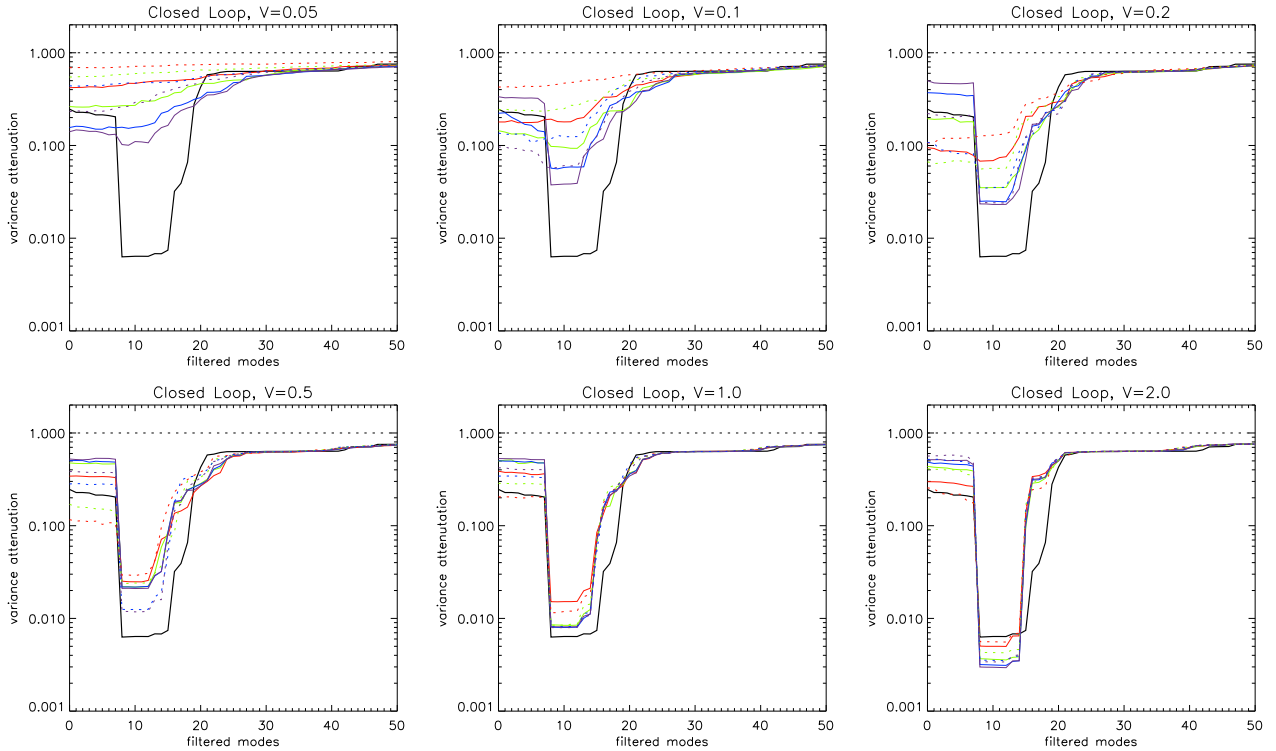 Closed Loop, V=0.05
1.000
0.100
0.010
0.001
variance attenuation
0 10 20 30 40 50
filtered modes
Closed Loop, V=0.1
1.000
0.100
0.010
0.001
variance attenuation
0 10 20 30 40 50
filtered modes
Closed Loop, V=0.2
1.000
0.100
0.010
0.001
variance attenuation
0 10 20 30 40 50
filtered modes
Closed Loop, V=0.5
1.000
0.100
0.010
0.001
variance attenuation
0 10 20 30 40 50
filtered modes
Closed Loop, V=1.0
1.000
0.100
0.010
0.001
variance attenutation
0 10 20 30 40 50
filtered modes
Closed Loop, V=2.0
1.000
0.100
0.010
0.001
variance attenuation
0 10 20 30 40 50
filtered modes